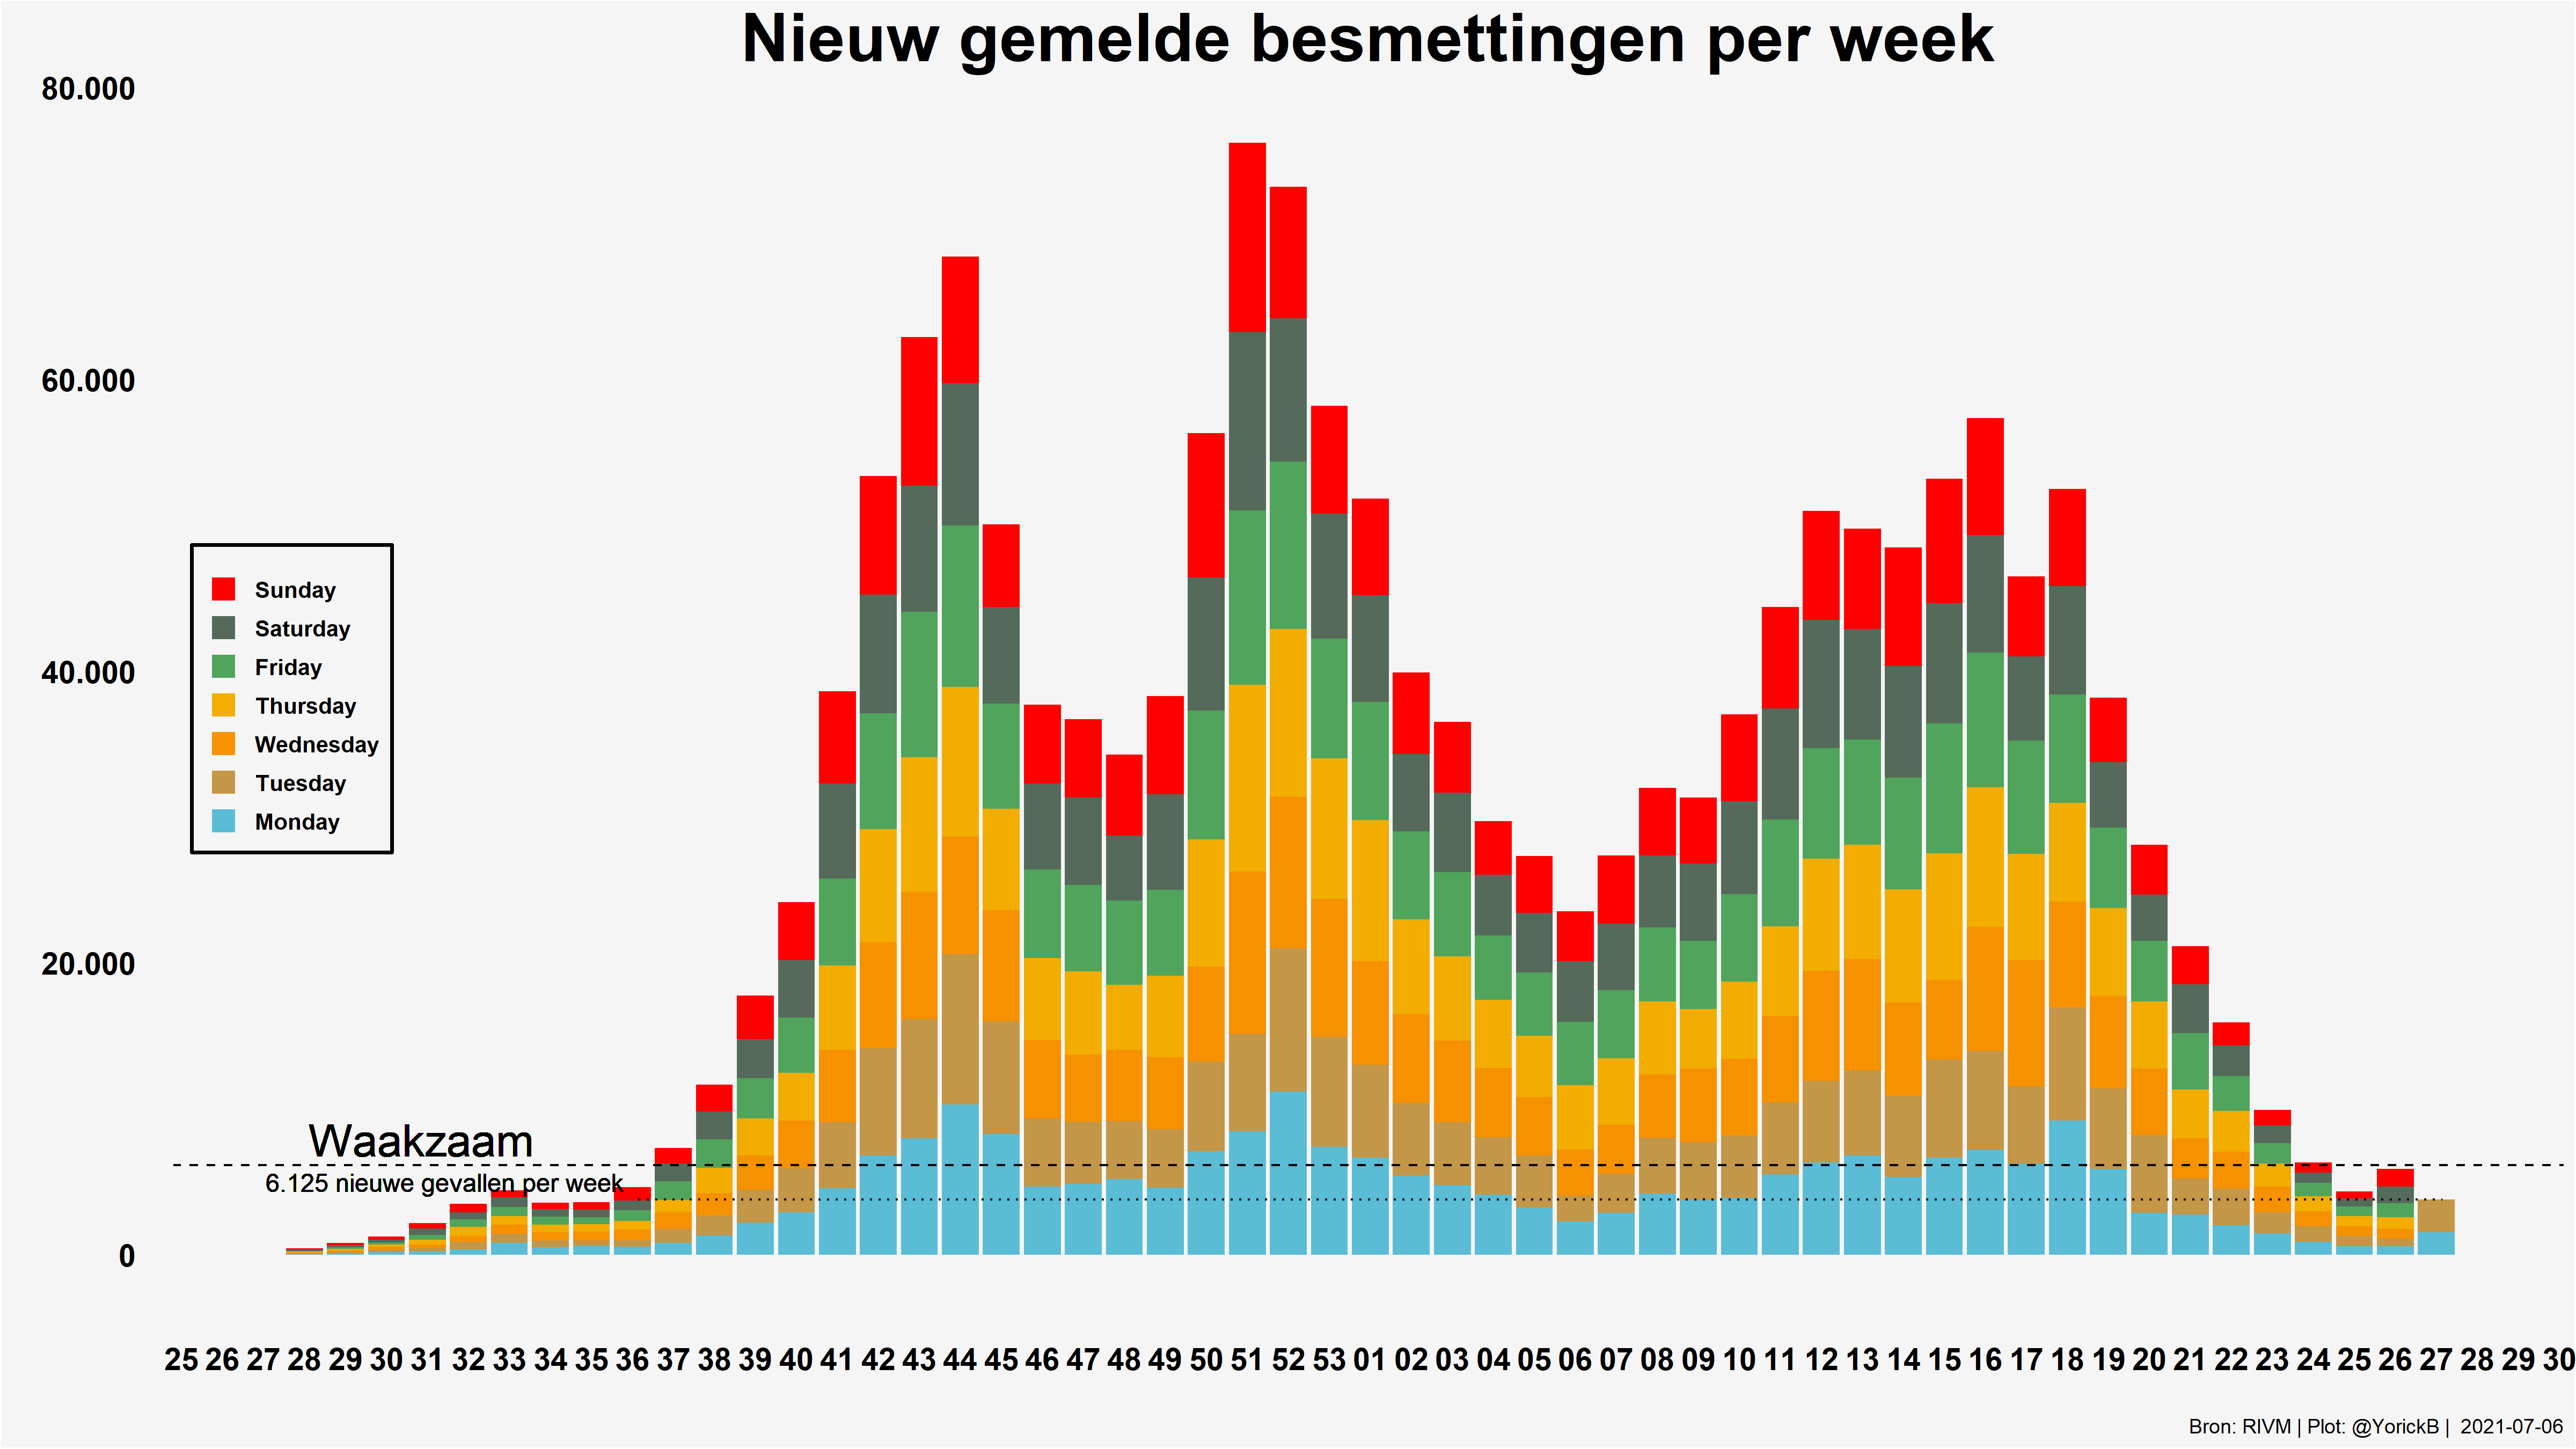 Nieuw gemelde besmettingen per week
80.000
60.000
40.000
20.000
0
Sunday
Saturday
Friday
Thursday
Wednesday
Tuesday
Monday
Waakzaam
6.125 nieuwe gevallen per week
25 26 27 28 29 30 31 32 33 34 35 36 37 38 39 40 41 42 43 44 45 46 47 48 49 50 51 52 53 01 02 03 04 05 06 07 08 09 10 11 12 13 14 15 16 17 18 19 20 21 22 23 24 25 26 27 28 29 30
Bron: RIVM | Plot: @YorickB | 2021-07-06